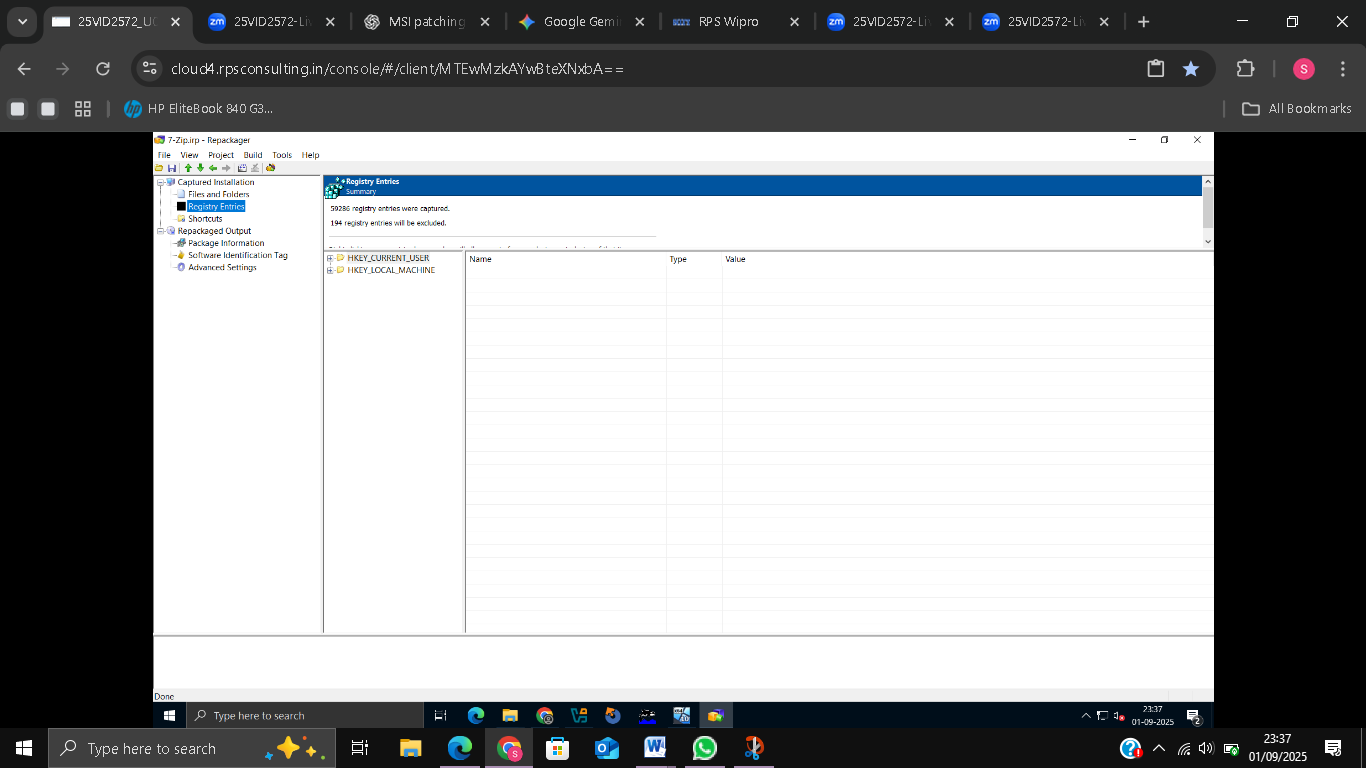 25VID2572_U
25VID2572-Li
MSI patching
Google Gemi
RPS Wipro
25VID2572-Li
25VID2572-Li
cloud4.rpsconsulting.in/console/#/client/MTEwMzkAYwBteXNxbA==
S
HP EliteBook 840 G3...
All Bookmarks
7-Zip.irp - Repackager
File View Project Build Tools Help
Captured Installation
Files and Folders
Registry Entries
Shortcuts
Repackaged Output
Package Information
Software Identification Tag
Advanced Settings
Registry Entries
Summary
59286 registry entries were captured.
194 registry entries will be excluded.
HKEY_CURRENT_USER
HKEY_LOCAL_MACHINE
Name Type Value
Done
Type here to search
23:37
01-09-2025
2
Type here to search
23:37
01/09/2025